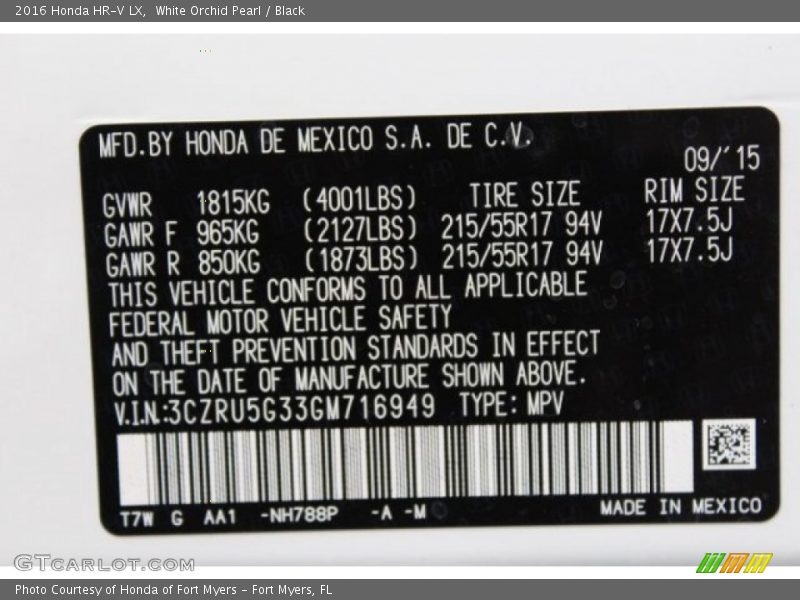 2016 Honda HR-V LX,  White Orchid Pearl / Black
MFD.BY HONDA DE MEXICO S.A. DE C.V.
09/'15
GVWR 1815KG (4001LBS) TIRE SIZE RIM SIZE
GAWR F 965KG (2127LBS) 215/55R17 94V 17X7.5J
GAWR R 850KG (1873LBS) 215/55R17 94V 17X7.5J
THIS VEHICLE CONFORMS TO ALL APPLICABLE
FEDERAL MOTOR VEHICLE SAFETY
AND THEFT PREVENTION STANDARDS IN EFFECT
ON THE DATE OF MANUFACTURE SHOWN ABOVE.
V.I.N.:3CZRU5G33GM716949 TYPE: MPV
T7W G AA1 -NH788P -A -M MADE IN MEXICO
GTcarlot.com
Photo Courtesy of Honda of Fort Myers - Fort Myers, FL